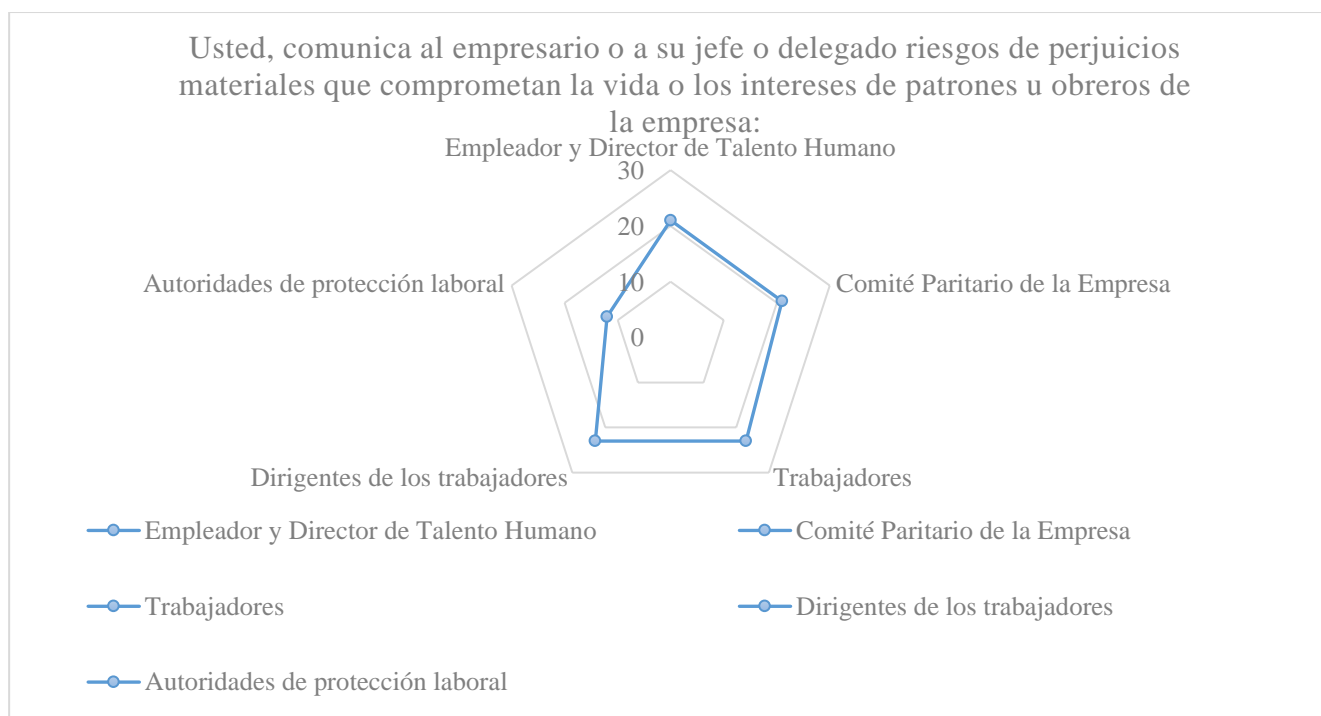 Usted, comunica al empresario o a su jefe o delegado riesgos de perjuicios
materiales que comprometan la vida o los intereses de patrones u obreros de
la empresa:
Empleador y Director de Talento Humano
30
20
10
0
Autoridades de protección laboral
Comité Paritario de la Empresa
Dirigentes de los trabajadores
Trabajadores
Empleador y Director de Talento Humano
Comité Paritario de la Empresa
Trabajadores
Dirigentes de los trabajadores
Autoridades de protección laboral